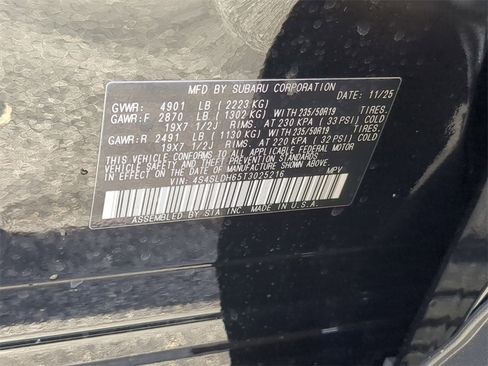 MFD BY SUBARU CORPORATION
DATE 11/25
GVWR: 4901 LB (2223 KG)
GAWR:F 2870 LB (1302 KG) WITH 235/50R19 TIRES,
19X7 1/2J RIMS, AT 230 KPA (33 PSI) COLD
GAWR:R 2491 LB (1130 KG) WITH 235/50R19 TIRES,
19X7 1/2J RIMS, AT 220 KPA (32 PSI) COLD
THIS VEHICLE CONFORMS TO ALL APPLICABLE FEDERAL MOTOR
VEHICLE SAFETY AND THEFT PREVENTION STANDARDS
IN EFFECT ON THE DATE OF MANUFACTURE SHOWN ABOVE.
VIN: 4S4SLDH65T3025216 MPV
ASSEMBLED BY SIA INC. MADE IN U.S.A.